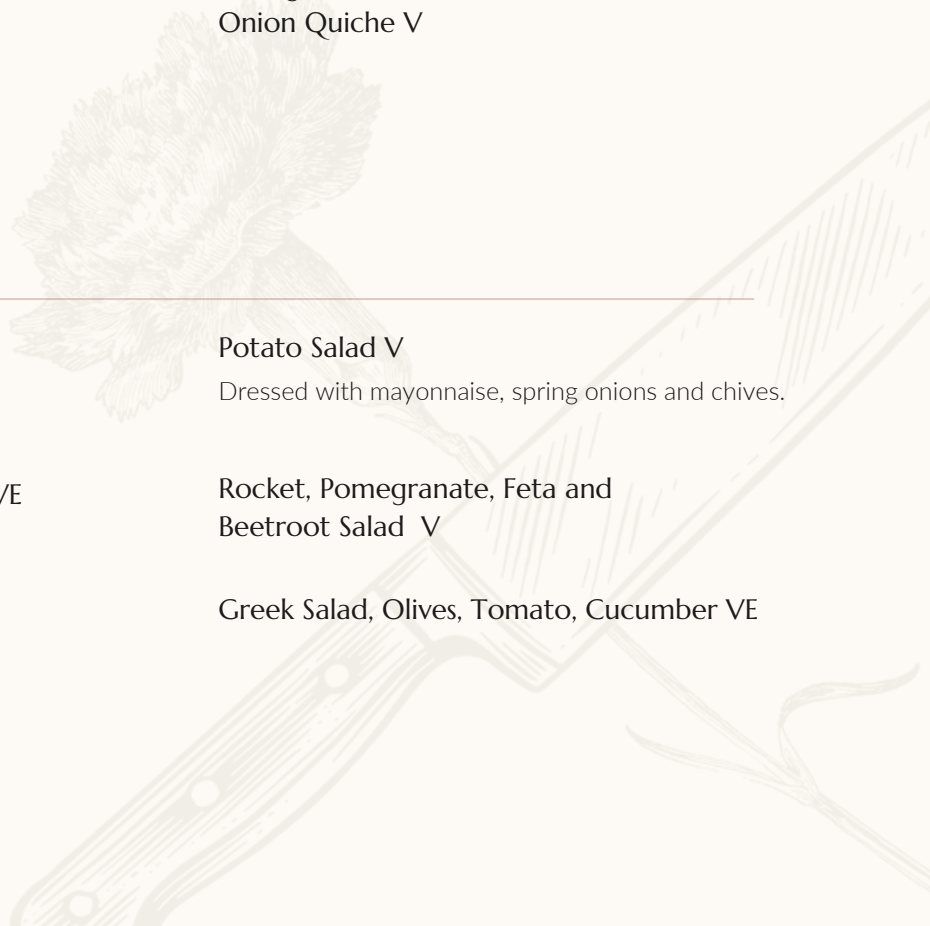 Onion Quiche V
Potato Salad V
Dressed with mayonnaise, spring onions and chives.
Rocket, Pomegranate, Feta and
VE
Beetroot Salad V
Greek Salad, Olives, Tomato, Cucumber VE